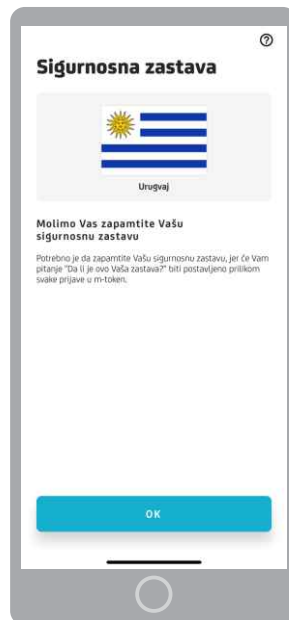 Sigurnosna zastava
Urugvaj
Molimo Vas zapamtite Vašu
sigurnosnu zastavu
Potrebno je da zapamtite Vašu sigurnosnu zastavu, jer će Vam
pitanje "Da li je ovo Vaša zastava?" biti postavljeno prilikom
svake prijave u m-token.
OK